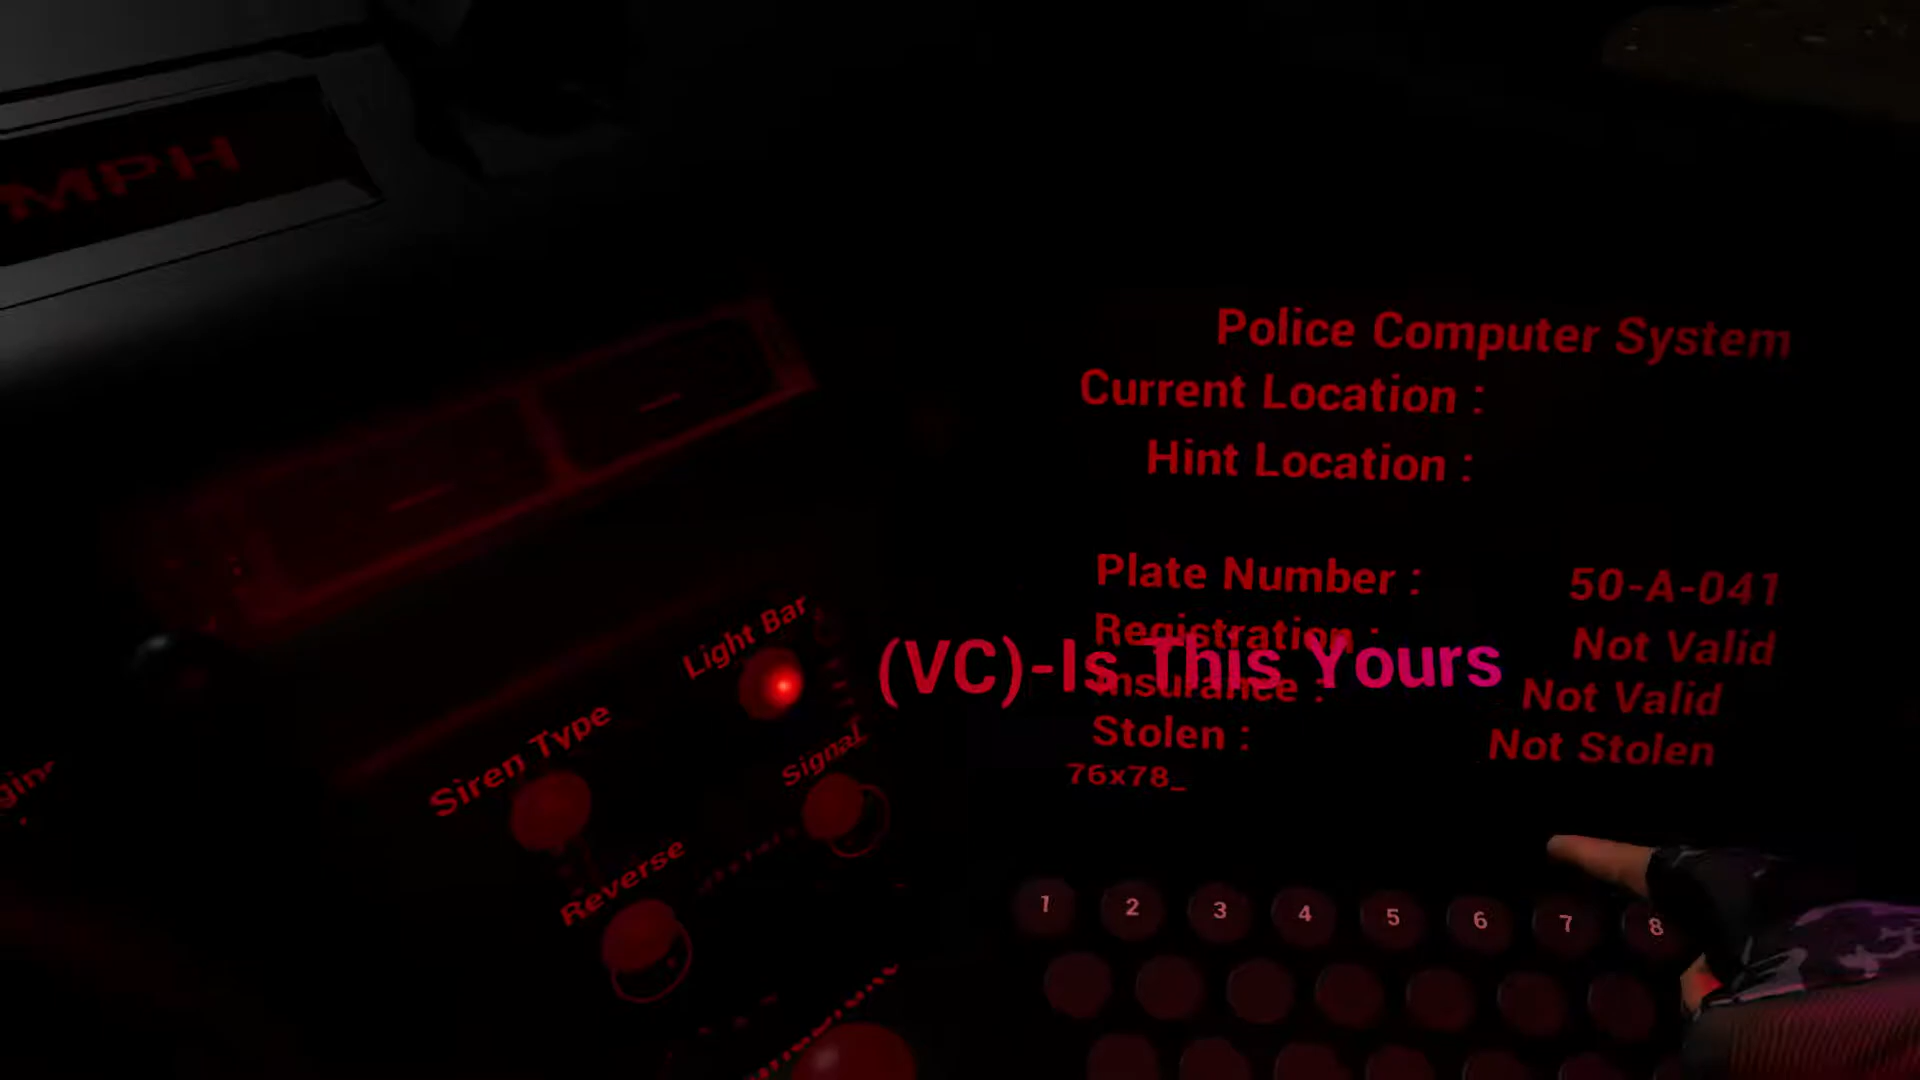 MPH
Police Computer System
Current Location :
Hint Location :
Plate Number : 50-A-041
Registration : Not Valid
(VC)-Is This Yours
Insurance : Not Valid
Stolen : Not Stolen
76x78_
Light Bar
Siren Type
Signal
Reverse
1 2 3 4 5 6 7 8